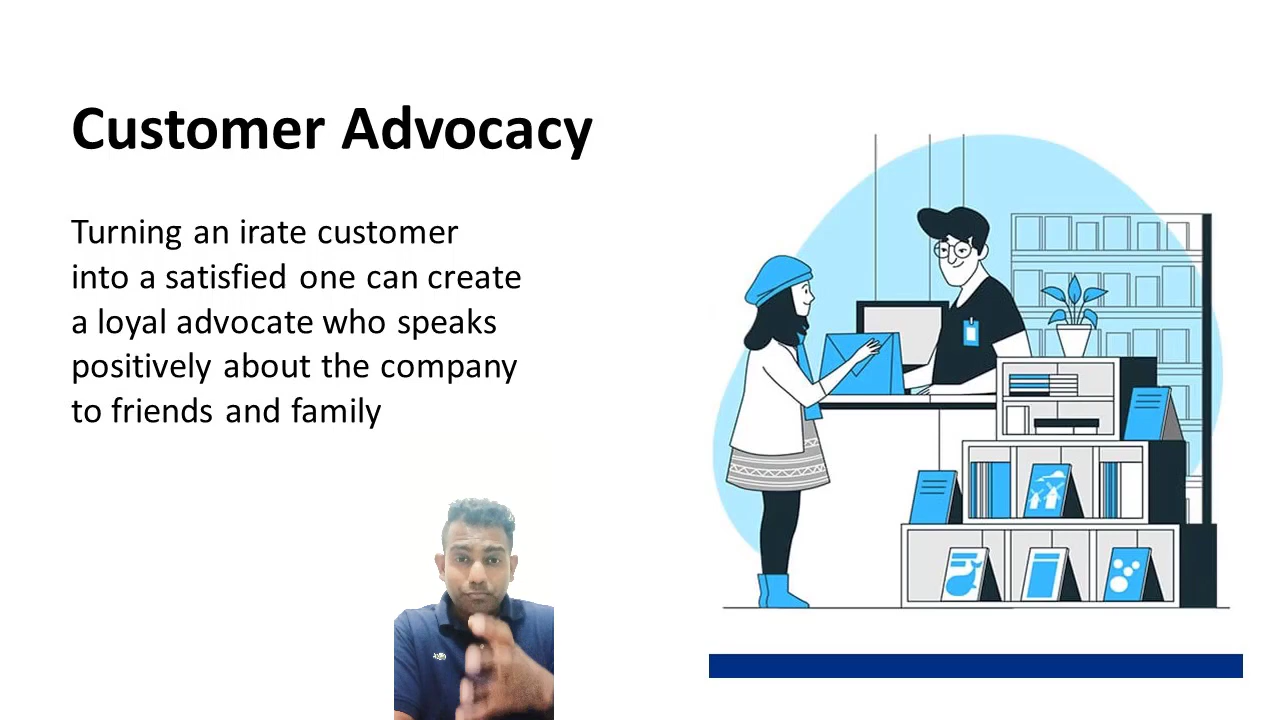 Customer Advocacy
Turning an irate customer
into a satisfied one can create
a loyal advocate who speaks
positively about the company
to friends and family